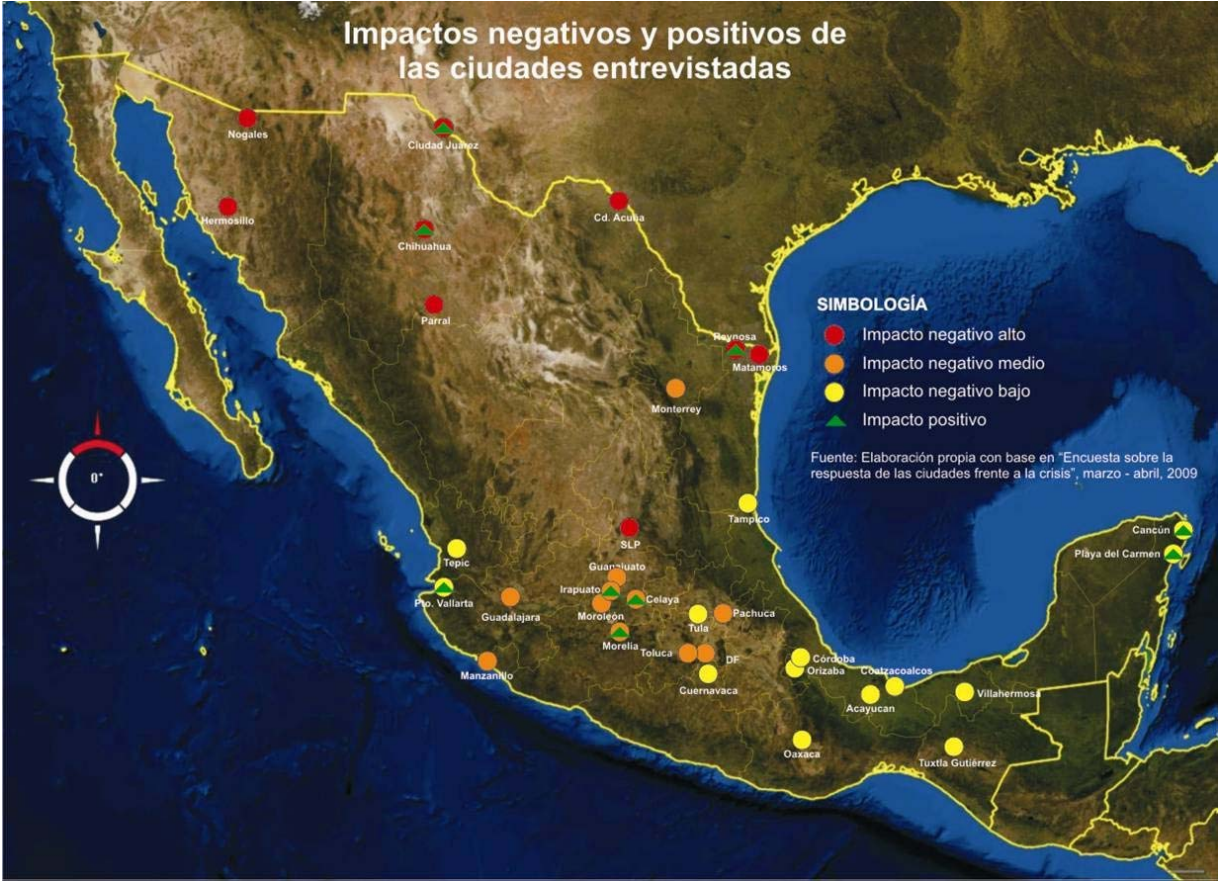 Impactos negativos y positivos de
las ciudades entrevistadas
Nogales
Ciudad Juárez
Hermosillo
Cd. Acuña
Chihuahua
Parral
SIMBOLOGÍA
Impacto negativo alto
Impacto negativo medio
Impacto negativo bajo
Impacto positivo
Fuente: Elaboración propia con base en "Encuesta sobre la
respuesta de las ciudades frente a la crisis", marzo - abril, 2009
Reynosa
Matamoros
Monterrey
0°
Tampico
Cancún
Playa del Carmen
SLP
Tepic
Guanajuato
Irapuato
Celaya
Pto. Vallarta
Guadalajara
Moroleón
Pachuca
Tula
Morelia
Toluca
DF
Córdoba
Orizaba
Coatzacoalcos
Manzanillo
Cuernavaca
Villahermosa
Acayucan
Oaxaca
Tuxtla Gutiérrez